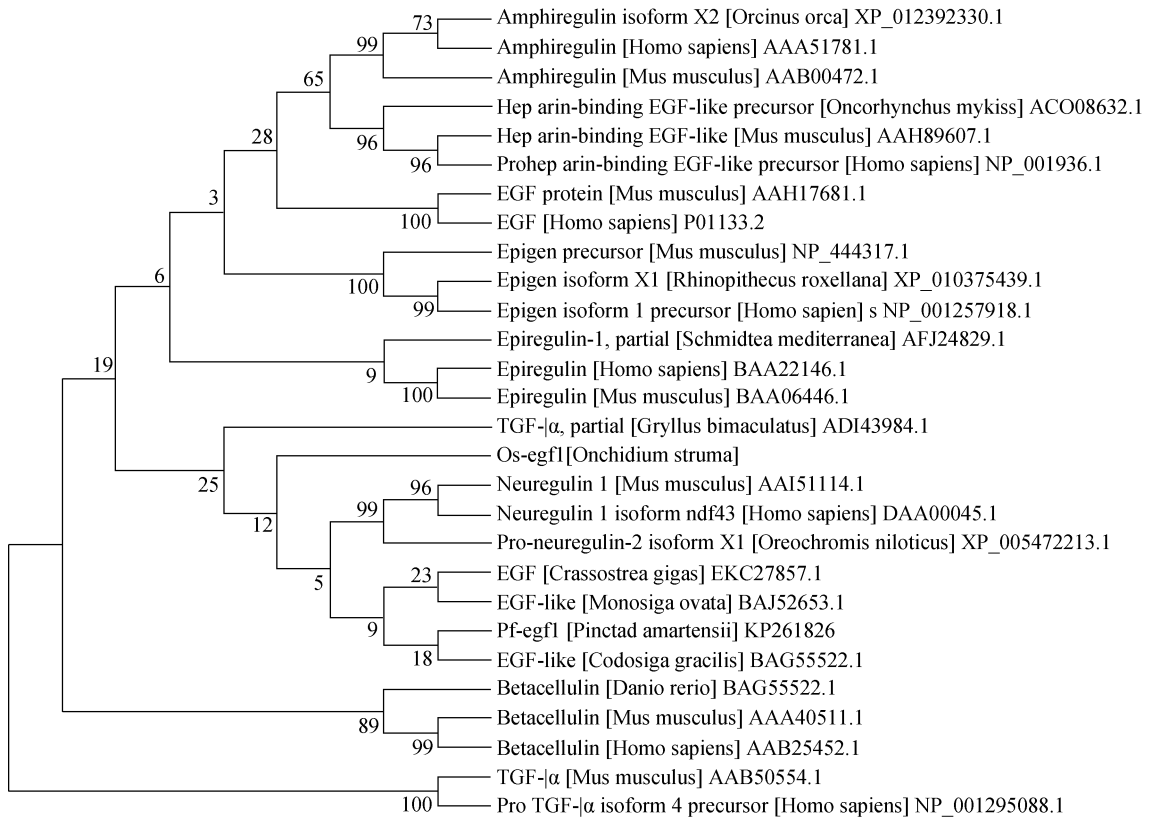 Amphiregulin isoform X2 [Orcinus orca] XP_012392330.1
73
Amphiregulin [Homo sapiens] AAA51781.1
99
Amphiregulin [Mus musculus] AAB00472.1
65
Hep arin-binding EGF-like precursor [Oncorhynchus mykiss] ACO08632.1
28
Hep arin-binding EGF-like [Mus musculus] AAH89607.1
96
Prohep arin-binding EGF-like precursor [Homo sapiens] NP_001936.1
96
EGF protein [Mus musculus] AAH17681.1
3
EGF [Homo sapiens] P01133.2
100
Epigen precursor [Mus musculus] NP_444317.1
6
Epigen isoform X1 [Rhinopithecus roxellana] XP_010375439.1
100
Epigen isoform 1 precursor [Homo sapien] s NP_001257918.1
99
Epiregulin-1, partial [Schmidtea mediterranea] AFJ24829.1
19
Epiregulin [Homo sapiens] BAA22146.1
9
Epiregulin [Mus musculus] BAA06446.1
100
TGF-|α, partial [Gryllus bimaculatus] ADI43984.1
Os-egf1[Onchidium struma]
25
Neuregulin 1 [Mus musculus] AAI51114.1
96
Neuregulin 1 isoform ndf43 [Homo sapiens] DAA00045.1
99
12
Pro-neuregulin-2 isoform X1 [Oreochromis niloticus] XP_005472213.1
EGF [Crassostrea gigas] EKC27857.1
23
5
EGF-like [Monosiga ovata] BAJ52653.1
9
Pf-egf1 [Pinctad amartensii] KP261826
EGF-like [Codosiga gracilis] BAG55522.1
18
Betacellulin [Danio rerio] BAG55522.1
Betacellulin [Mus musculus] AAA40511.1
89
Betacellulin [Homo sapiens] AAB25452.1
99
TGF-|α [Mus musculus] AAB50554.1
Pro TGF-|α isoform 4 precursor [Homo sapiens] NP_001295088.1
100